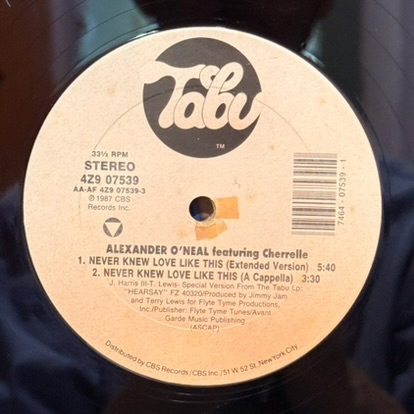 Tabu
TM
33⅓ RPM
STEREO
4Z9 07539
AA-AF 4Z9 07539-3
℗ 1987 CBS
Records Inc.
7464-07539-1
ALEXANDER O'NEAL featuring Cherrelle
1. NEVER KNEW LOVE LIKE THIS (Extended Version) 5:40
2. NEVER KNEW LOVE LIKE THIS (A Cappella) 3:30
J. Harris III-T. Lewis- Special Version From The Tabu Lp:
"HEARSAY" FZ 40320/Produced by Jimmy Jam
and Terry Lewis for Flyte Tyme Productions,
Inc./Publisher: Flyte Tyme Tunes/Avant
Garde Music Publishing
(ASCAP)
Distributed by CBS Records/CBS Inc./51 W. 52 St. New York City